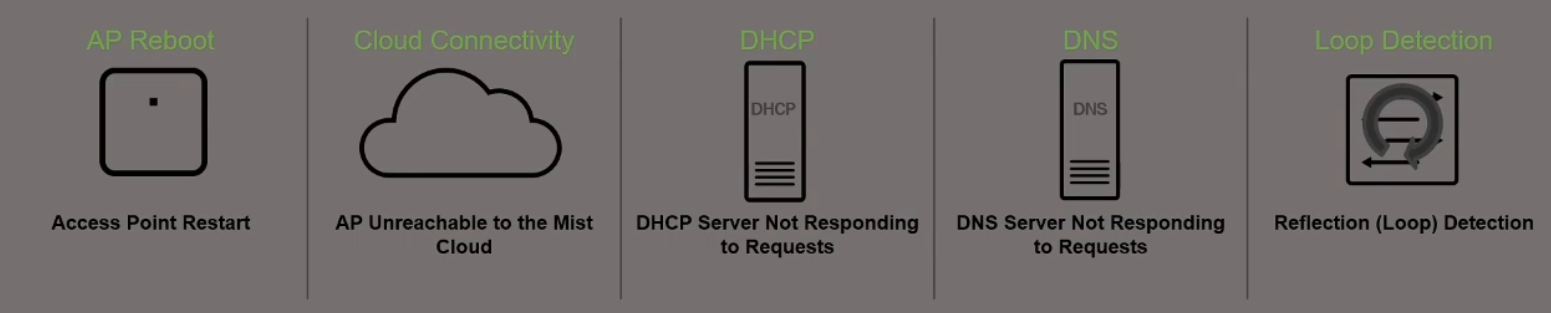 AP Reboot
Access Point Restart
Cloud Connectivity
AP Unreachable to the Mist
Cloud
DHCP
DHCP
DHCP Server Not Responding
to Requests
DNS
DNS
DNS Server Not Responding
to Requests
Loop Detection
Reflection (Loop) Detection